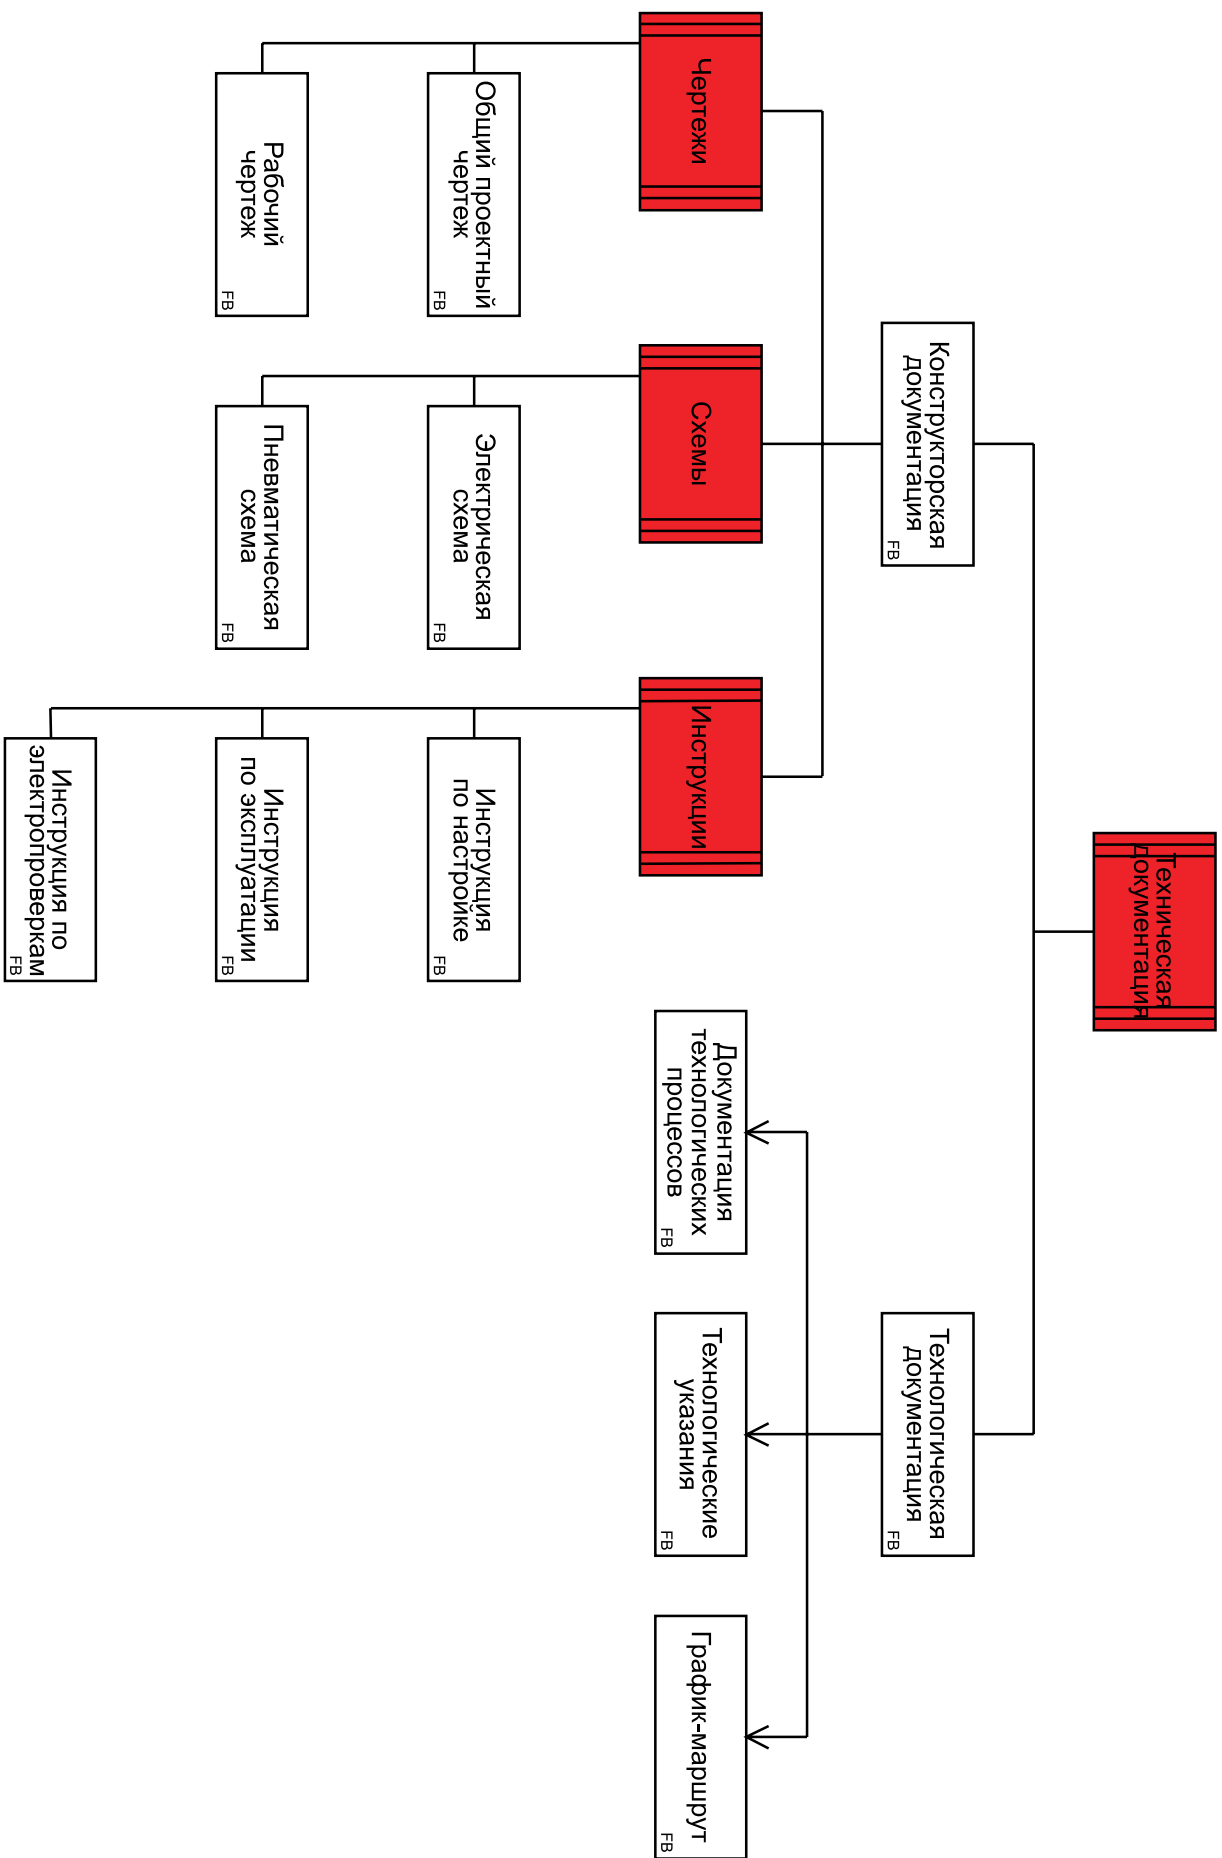 Техническая
документация
Конструкторская
документация
FB
Технологическая
документация
FB
Чертежи
Схемы
Инструкции
Документация
технологических
процессов
FB
Технологические
указания
FB
График-маршрут
FB
Общий проектный
чертеж
FB
Электрическая
схема
FB
Инструкция
по настройке
FB
Рабочий
чертеж
FB
Пневматическая
схема
FB
Инструкция
по эксплуатации
FB
Инструкция по
электропроверкам
FB